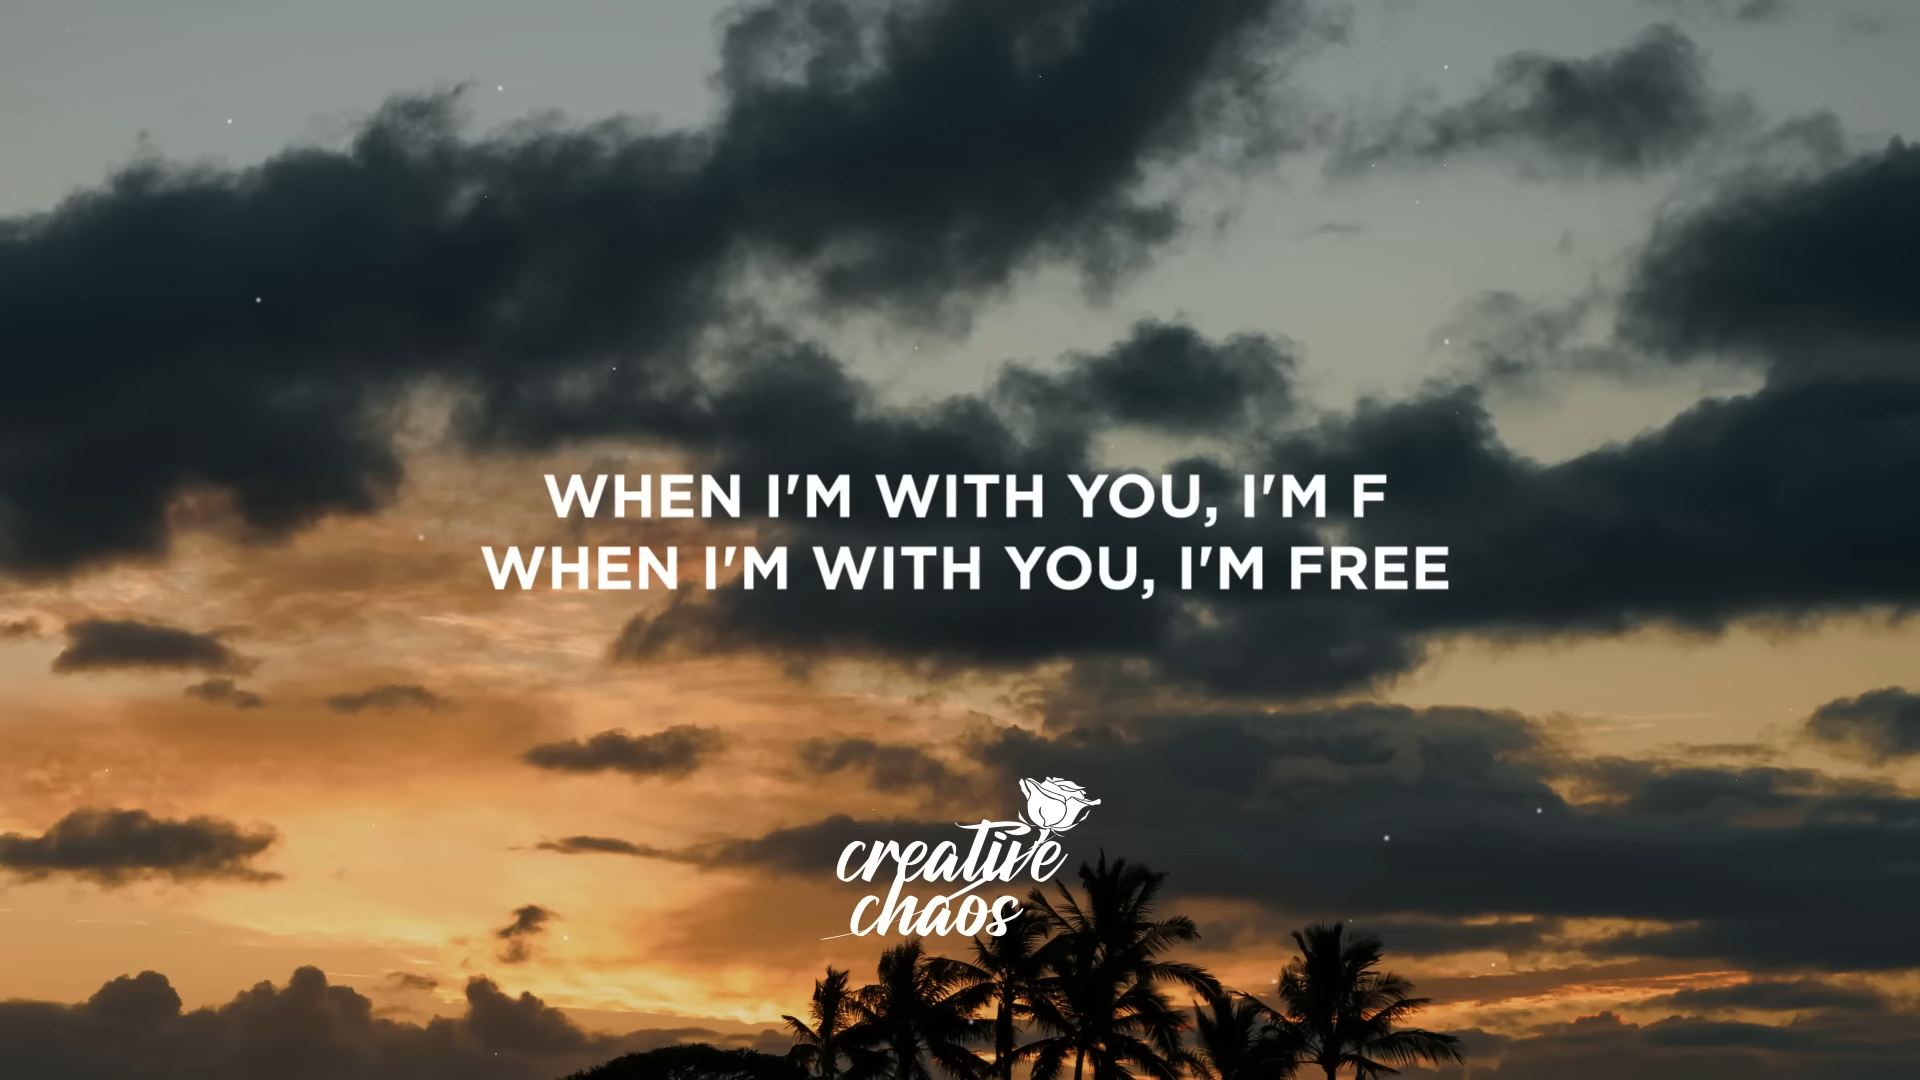 WHEN I'M WITH YOU, I'M F
WHEN I'M WITH YOU, I'M FREE
creative
chaos